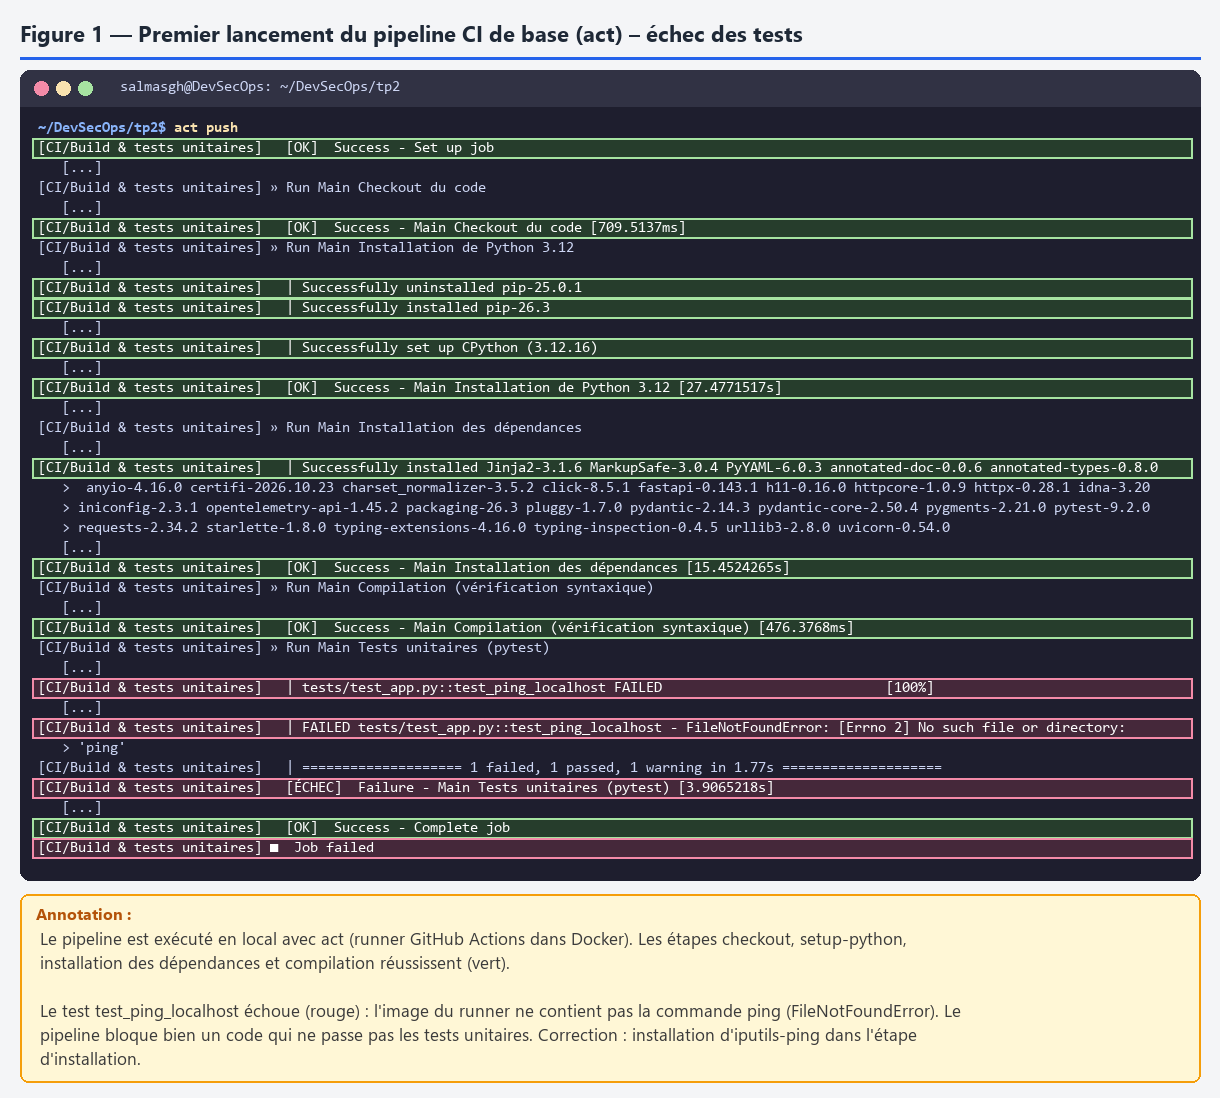 Figure 1 — Premier lancement du pipeline CI de base (act) – échec des tests
salmasgh@DevSecOps: ~/DevSecOps/tp2
~/DevSecOps/tp2$ act push
[CI/Build & tests unitaires]   [OK]  Success - Set up job
[...]
[CI/Build & tests unitaires] » Run Main Checkout du code
[...]
[CI/Build & tests unitaires]   [OK]  Success - Main Checkout du code [709.5137ms]
[CI/Build & tests unitaires] » Run Main Installation de Python 3.12
[...]
[CI/Build & tests unitaires]   | Successfully uninstalled pip-25.0.1
[CI/Build & tests unitaires]   | Successfully installed pip-26.3
[...]
[CI/Build & tests unitaires]   | Successfully set up CPython (3.12.16)
[...]
[CI/Build & tests unitaires]   [OK]  Success - Main Installation de Python 3.12 [27.4771517s]
[...]
[CI/Build & tests unitaires] » Run Main Installation des dépendances
[...]
[CI/Build & tests unitaires]   | Successfully installed Jinja2-3.1.6 MarkupSafe-3.0.4 PyYAML-6.0.3 annotated-doc-0.0.6 annotated-types-0.8.0
>  anyio-4.16.0 certifi-2026.10.23 charset_normalizer-3.5.2 click-8.5.1 fastapi-0.143.1 h11-0.16.0 httpcore-1.0.9 httpx-0.28.1 idna-3.20
> iniconfig-2.3.1 opentelemetry-api-1.45.2 packaging-26.3 pluggy-1.7.0 pydantic-2.14.3 pydantic-core-2.50.4 pygments-2.21.0 pytest-9.2.0
> requests-2.34.2 starlette-1.8.0 typing-extensions-4.16.0 typing-inspection-0.4.5 urllib3-2.8.0 uvicorn-0.54.0
[...]
[CI/Build & tests unitaires]   [OK]  Success - Main Installation des dépendances [15.4524265s]
[CI/Build & tests unitaires] » Run Main Compilation (vérification syntaxique)
[...]
[CI/Build & tests unitaires]   [OK]  Success - Main Compilation (vérification syntaxique) [476.3768ms]
[CI/Build & tests unitaires] » Run Main Tests unitaires (pytest)
[...]
[CI/Build & tests unitaires]   | tests/test_app.py::test_ping_localhost FAILED                            [100%]
[...]
[CI/Build & tests unitaires]   | FAILED tests/test_app.py::test_ping_localhost - FileNotFoundError: [Errno 2] No such file or directory:
> 'ping'
[CI/Build & tests unitaires]   | ==================== 1 failed, 1 passed, 1 warning in 1.77s ====================
[CI/Build & tests unitaires]   [ÉCHEC]  Failure - Main Tests unitaires (pytest) [3.9065218s]
[...]
[CI/Build & tests unitaires]   [OK]  Success - Complete job
[CI/Build & tests unitaires] ■  Job failed
Annotation :
Le pipeline est exécuté en local avec act (runner GitHub Actions dans Docker). Les étapes checkout, setup-python,
installation des dépendances et compilation réussissent (vert).
Le test test_ping_localhost échoue (rouge) : l'image du runner ne contient pas la commande ping (FileNotFoundError). Le
pipeline bloque bien un code qui ne passe pas les tests unitaires. Correction : installation d'iputils-ping dans l'étape
d'installation.